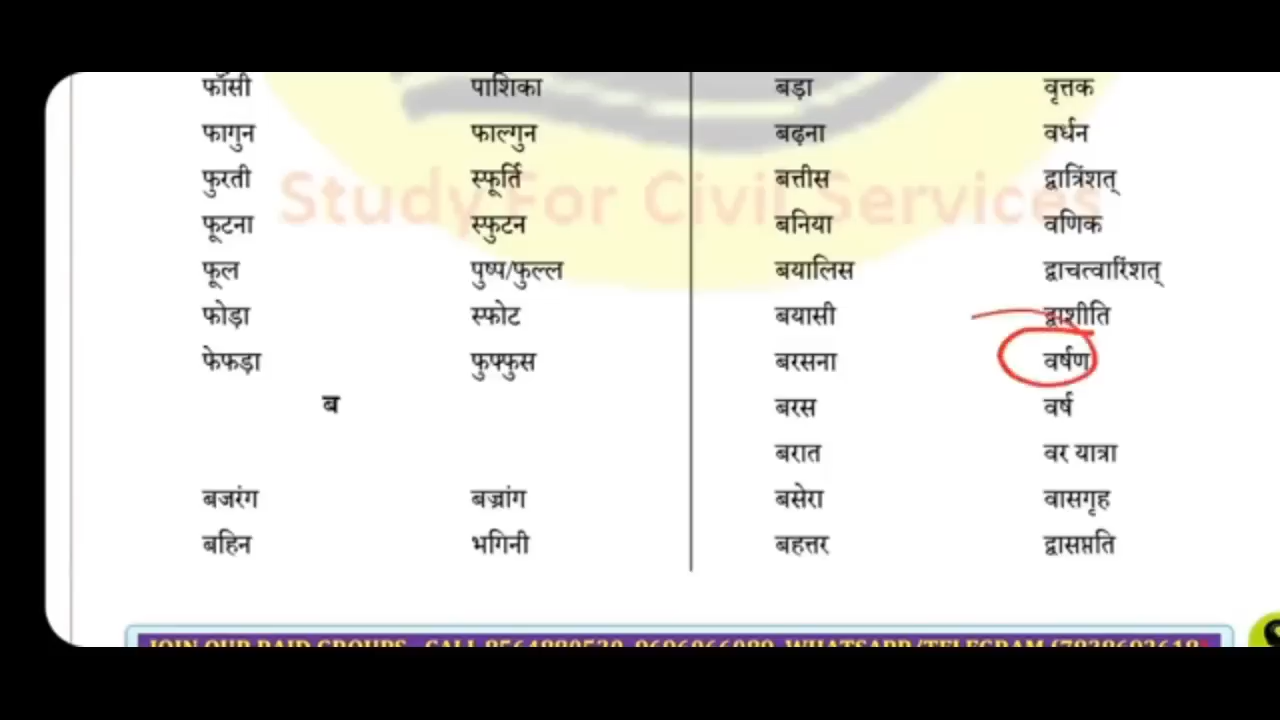 फाँसी पाशिका
फागुन फाल्गुन
फुरती स्फूर्ति
फूटना स्फुटन
फूल पुष्प/फुल्ल
फोड़ा स्फोट
फेफड़ा फुफ्फुस
ब
बजरंग बज्रांग
बहिन भगिनी
बड़ा वृत्तक
बढ़ना वर्धन
बत्तीस द्वात्रिंशत्
बनिया वणिक
बयालिस द्वाचत्वारिंशत्
बयासी द्वाशीति
बरसना वर्षण
बरस वर्ष
बरात वर यात्रा
बसेरा वासगृह
बहत्तर द्वासप्तति
Study For Civil Services